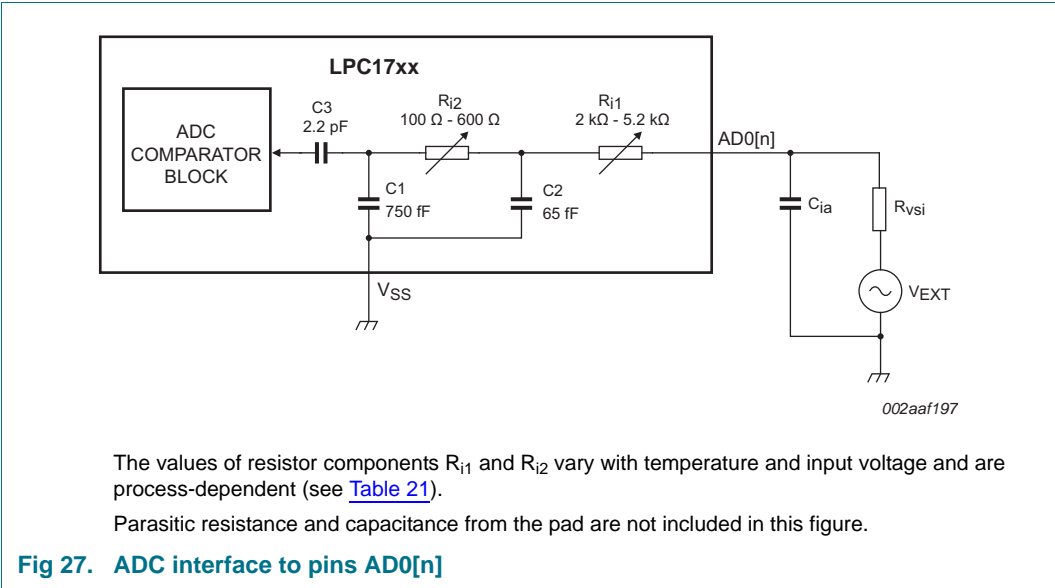 LPC17xx
ADC
COMPARATOR
BLOCK
C3
2.2 pF
Ri2
100 Ω - 600 Ω
Ri1
2 kΩ - 5.2 kΩ
AD0[n]
C1
750 fF
C2
65 fF
Cia
Rvsi
VEXT
VSS
002aaf197
The values of resistor components Ri1 and Ri2 vary with temperature and input voltage and are
process-dependent (see Table 21).
Parasitic resistance and capacitance from the pad are not included in this figure.
Fig 27. ADC interface to pins AD0[n]